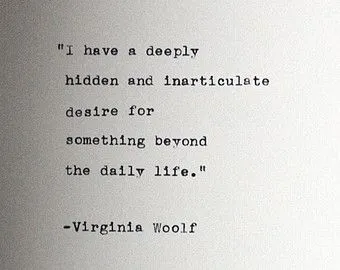 "I have a deeply
hidden and inarticulate
desire for
something beyond
the daily life."
-Virginia Woolf